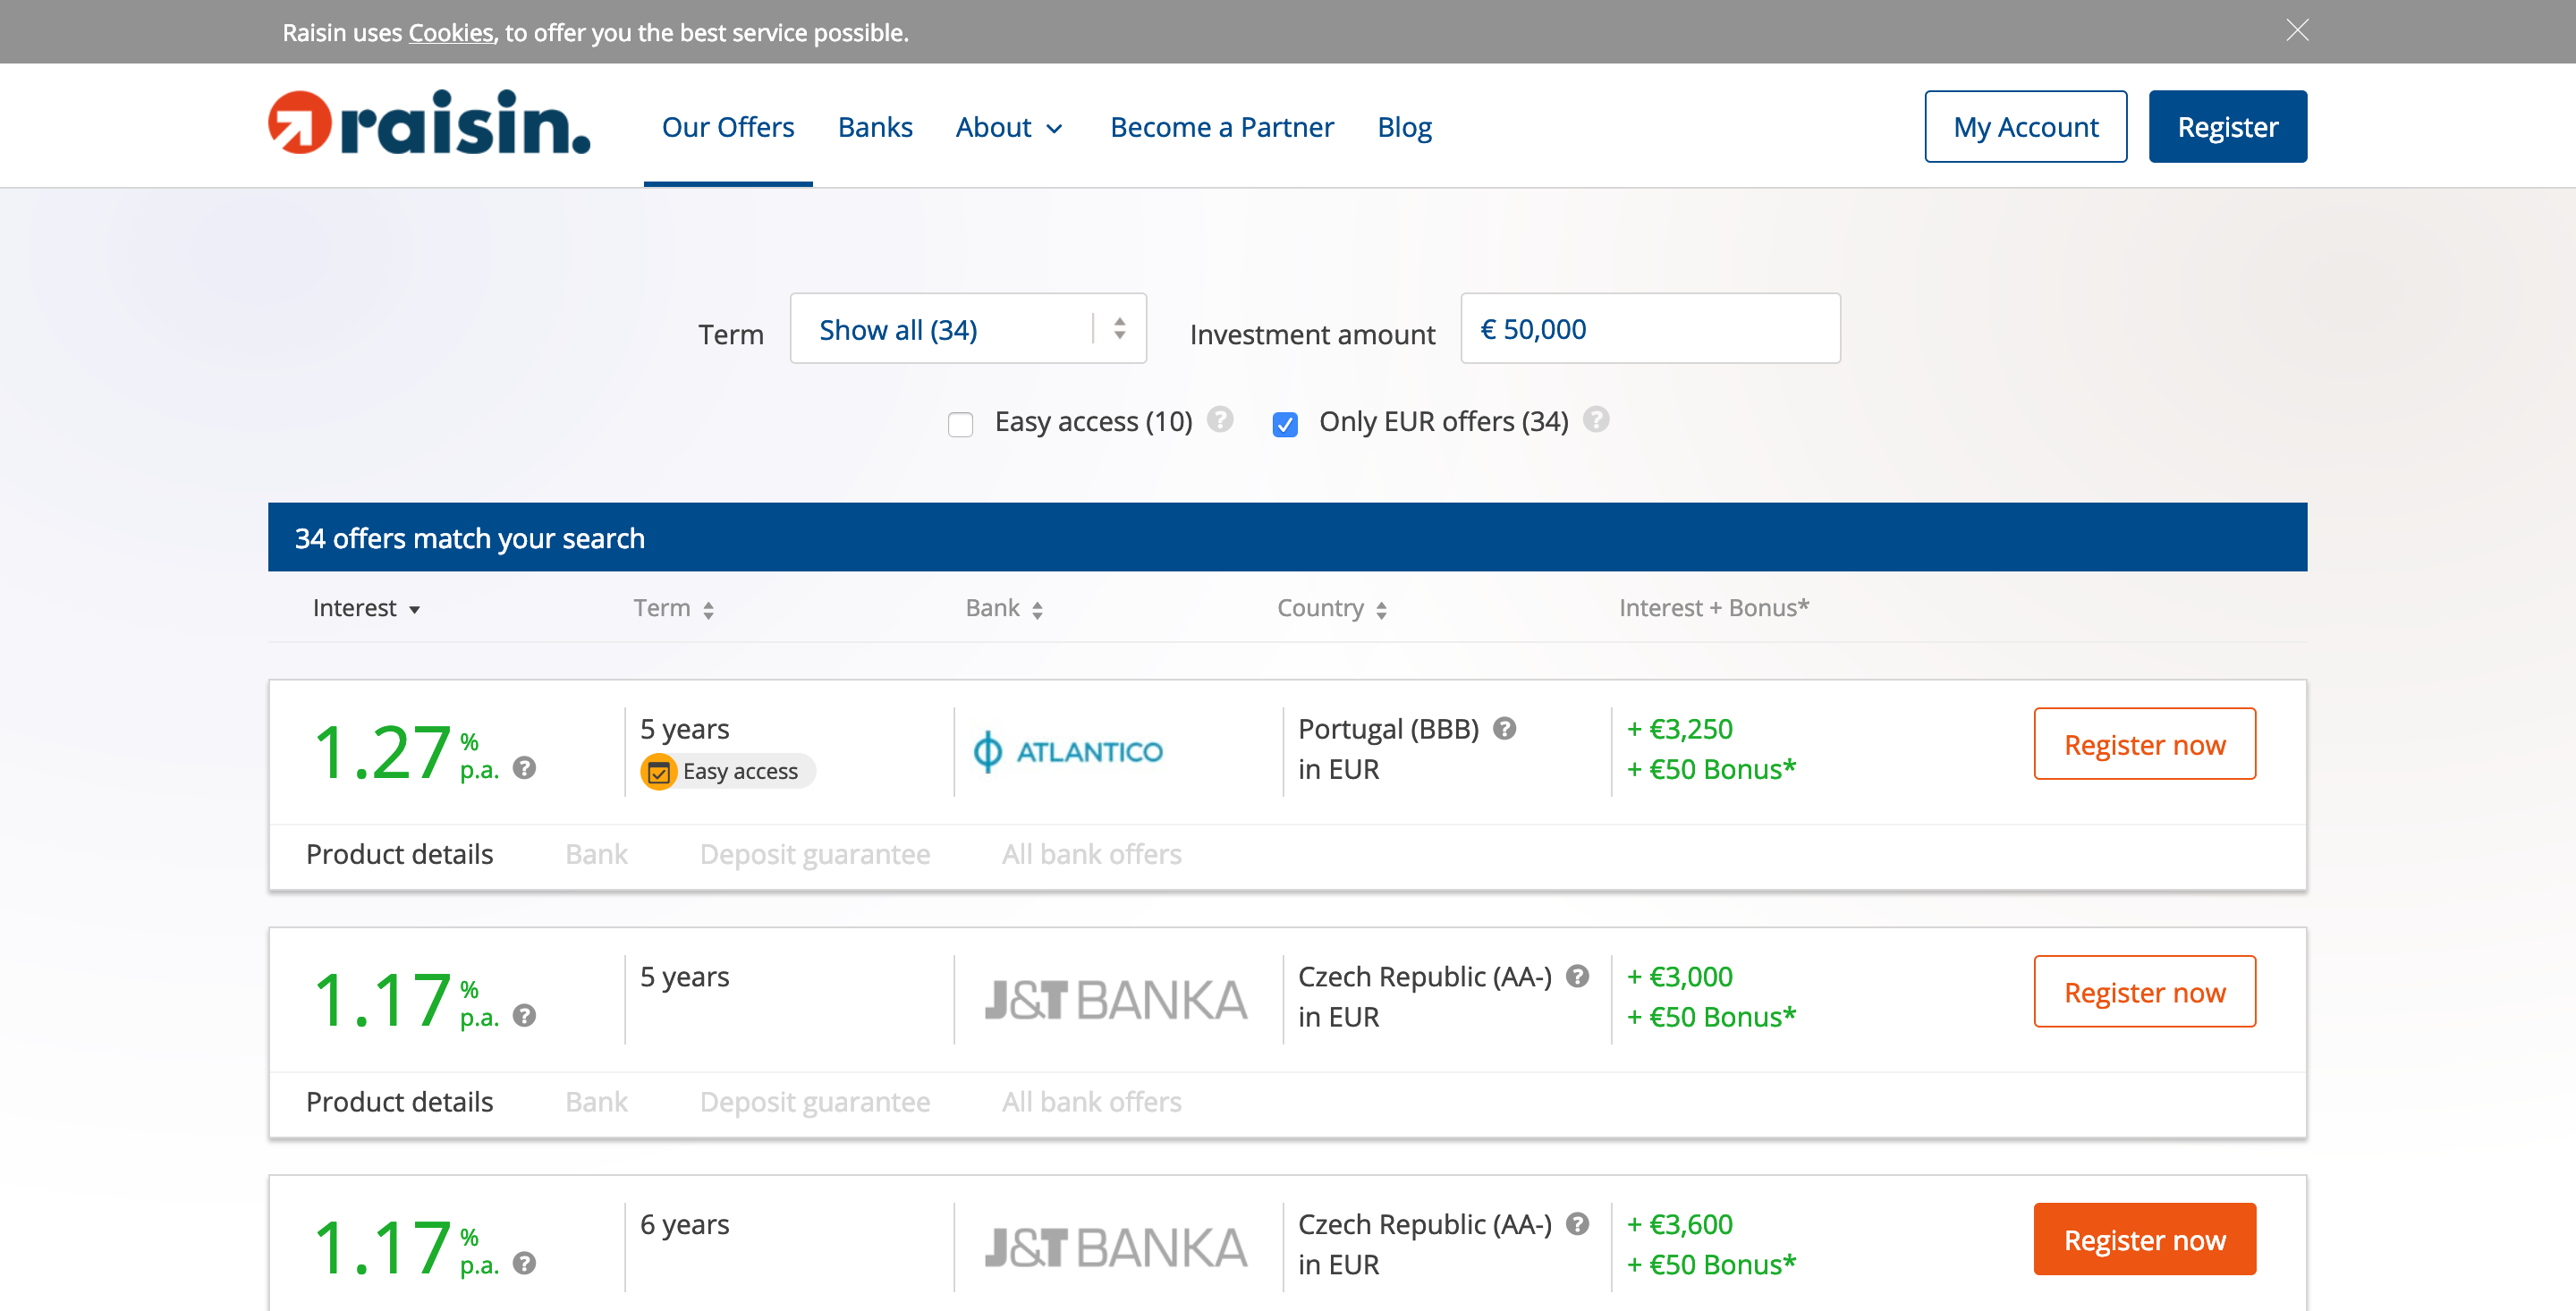 Raisin uses Cookies, to offer you the best service possible.
raisin.
Our Offers Banks About Become a Partner Blog My Account Register
Term Show all (34) Investment amount € 50,000
Easy access (10) ? Only EUR offers (34) ?
34 offers match your search
Interest Term Bank Country Interest + Bonus*
1.27 % p.a. ?
5 years
Easy access
ATLANTICO
Portugal (BBB) ?
in EUR
+ €3,250
+ €50 Bonus*
Register now
Product details Bank Deposit guarantee All bank offers
1.17 % p.a. ?
5 years
J&T BANKA
Czech Republic (AA-) ?
in EUR
+ €3,000
+ €50 Bonus*
Register now
Product details Bank Deposit guarantee All bank offers
1.17 % p.a. ?
6 years
J&T BANKA
Czech Republic (AA-) ?
in EUR
+ €3,600
+ €50 Bonus*
Register now